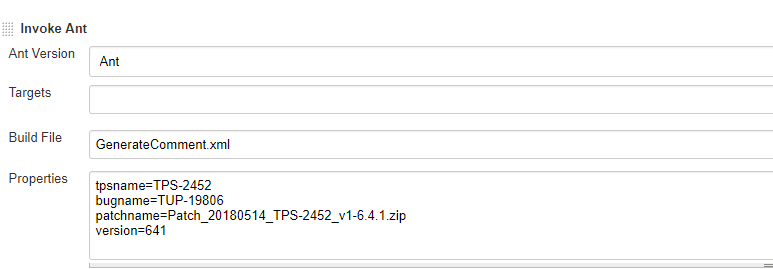 Invoke Ant
Ant Version
Ant
Targets
Build File
GenerateComment.xml
Properties
tpsname=TPS-2452
bugname=TUP-19806
patchname=Patch_20180514_TPS-2452_v1-6.4.1.zip
version=641